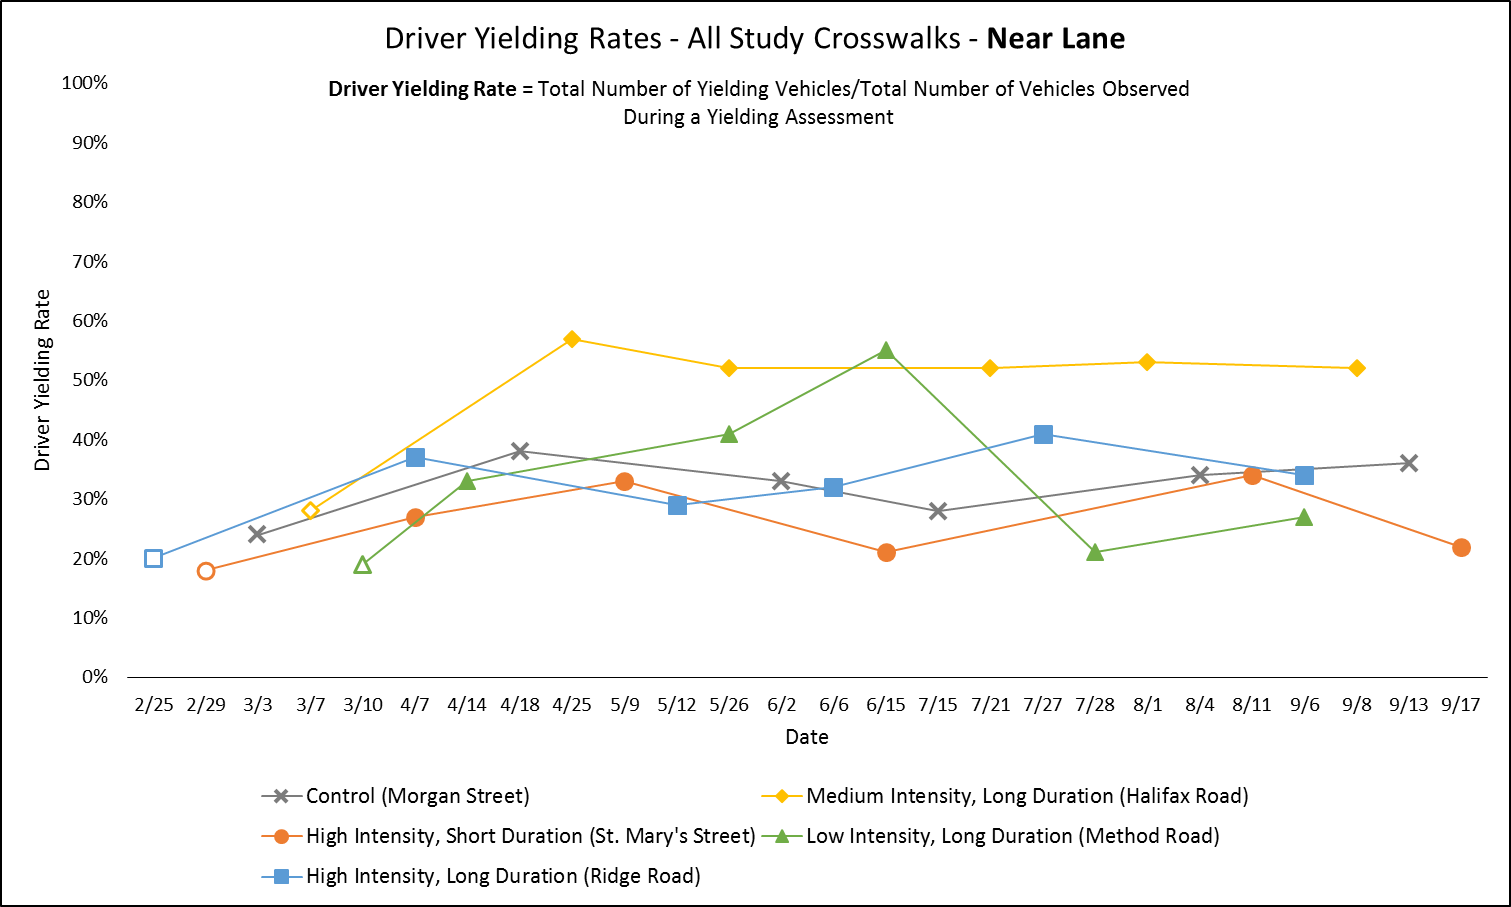 Driver Yielding Rates - All Study Crosswalks - Near Lane
Driver Yielding Rate = Total Number of Yielding Vehicles/Total Number of Vehicles Observed
During a Yielding Assessment
100%
90%
80%
70%
60%
50%
40%
30%
20%
10%
0%
Driver Yielding Rate
2/25 2/29 3/3 3/7 3/10 4/7 4/14 4/18 4/25 5/9 5/12 5/26 6/2 6/6 6/15 7/15 7/21 7/27 7/28 8/1 8/4 8/11 9/6 9/8 9/13 9/17
Date
Control (Morgan Street) Medium Intensity, Long Duration (Halifax Road)
High Intensity, Short Duration (St. Mary's Street) Low Intensity, Long Duration (Method Road)
High Intensity, Long Duration (Ridge Road)